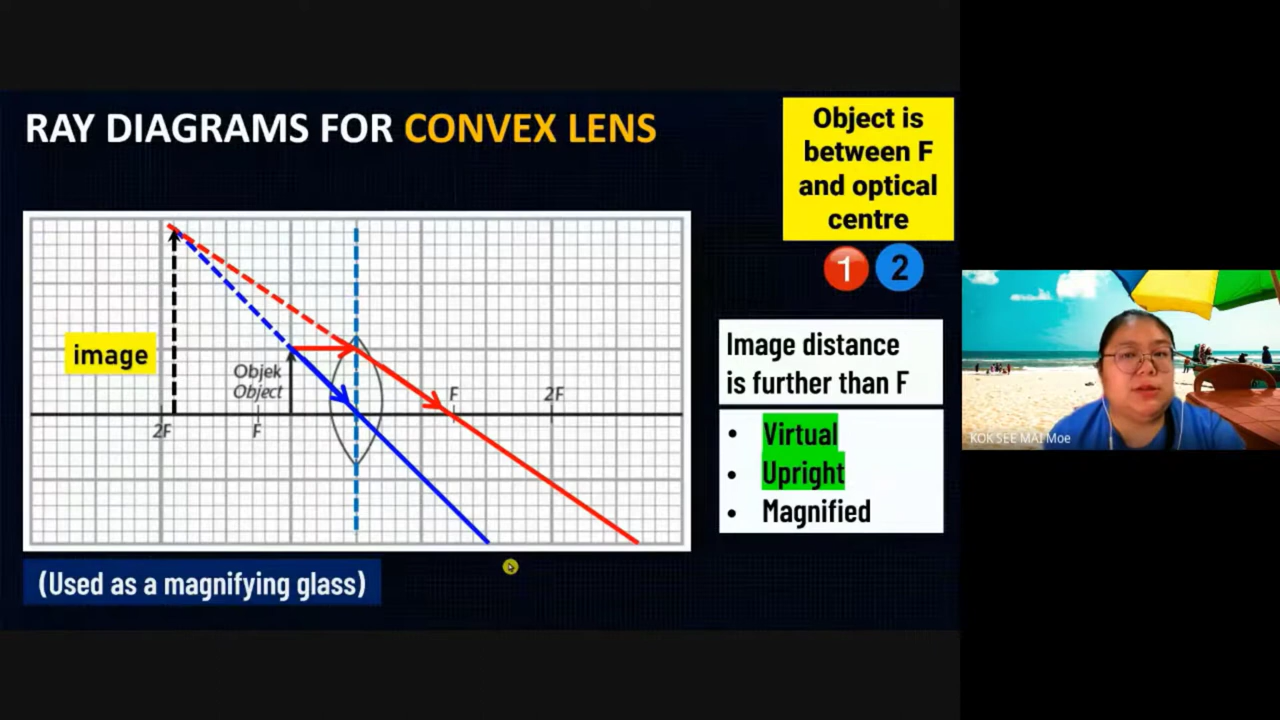 RAY DIAGRAMS FOR CONVEX LENS
Object is
between F
and optical
centre
1 2
image
Objek
Object
F
2F
2F
F
Image distance
is further than F
• Virtual
• Upright
• Magnified
(Used as a magnifying glass)
KOK SEE MAI Moe